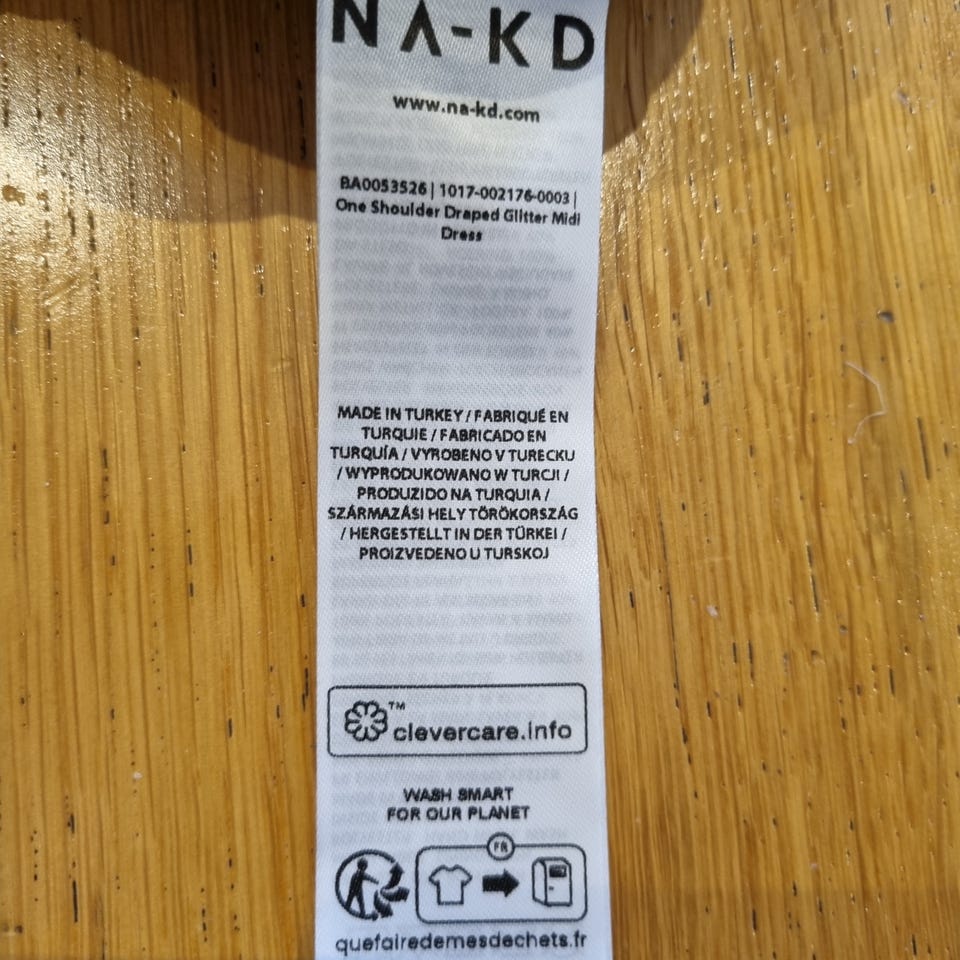 NA-KD
www.na-kd.com
BA0053526 | 1017-002176-0003 |
One Shoulder Draped Glitter Midi
Dress
MADE IN TURKEY / FABRIQUÉ EN
TURQUIE / FABRICADO EN
TURQUÍA / VYROBENO V TURECKU
/ WYPRODUKOWANO W TURCJI /
PRODUZIDO NA TURQUIA /
SZÁRMAZÁSI HELY TÖRÖKORSZÁG
/ HERGESTELLT IN DER TÜRKEI /
PROIZVEDENO U TURSKOJ
™
clevercare.info
WASH SMART
FOR OUR PLANET
FR
quefairedemesdechets.fr